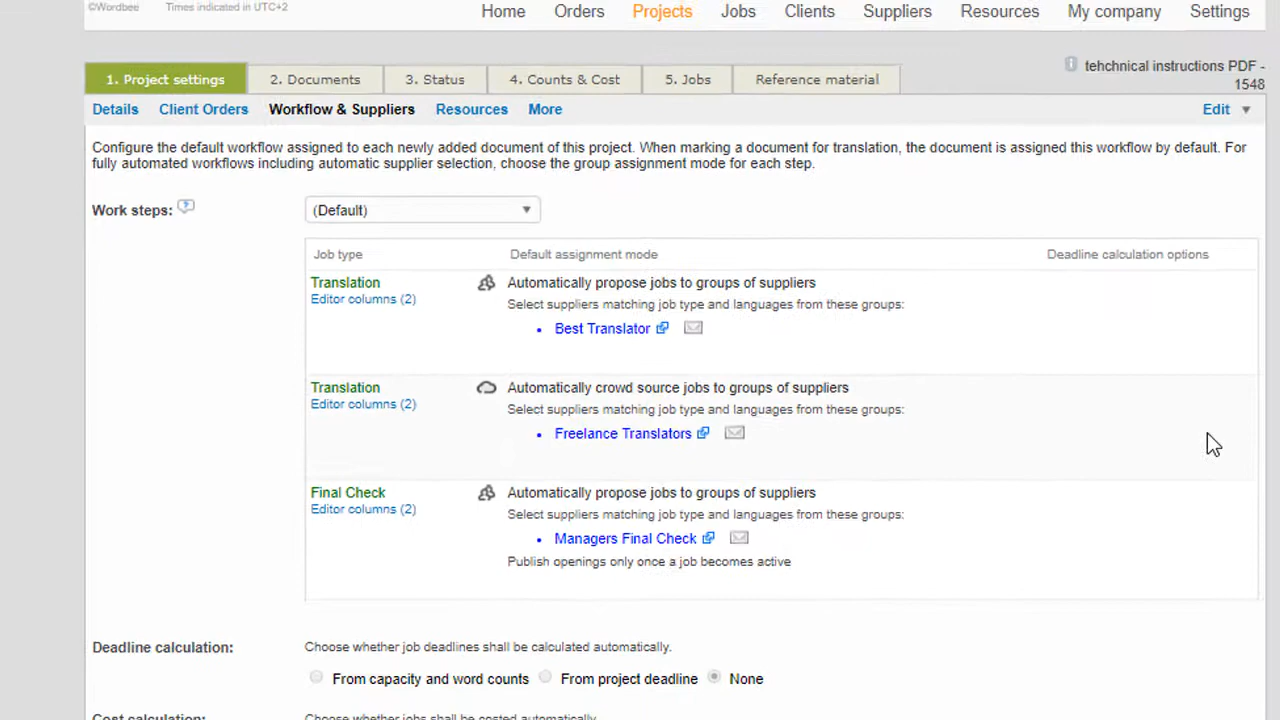 ©Wordbee Times indicated in UTC+2
Home Orders Projects Jobs Clients Suppliers Resources My company Settings
1. Project settings 2. Documents 3. Status 4. Counts & Cost 5. Jobs Reference material
tehchnical instructions PDF -
1548
Details Client Orders Workflow & Suppliers Resources More Edit
Configure the default workflow assigned to each newly added document of this project. When marking a document for translation, the document is assigned this workflow by default. For
fully automated workflows including automatic supplier selection, choose the group assignment mode for each step.
Work steps: ? (Default)
Job type Default assignment mode Deadline calculation options
Translation Automatically propose jobs to groups of suppliers
Editor columns (2) Select suppliers matching job type and languages from these groups:
• Best Translator
Translation Automatically crowd source jobs to groups of suppliers
Editor columns (2) Select suppliers matching job type and languages from these groups:
• Freelance Translators
Final Check Automatically propose jobs to groups of suppliers
Editor columns (2) Select suppliers matching job type and languages from these groups:
• Managers Final Check
Publish openings only once a job becomes active
Deadline calculation: Choose whether job deadlines shall be calculated automatically.
From capacity and word counts From project deadline None
Cost calculation: Choose whether jobs shall be costed automatically.